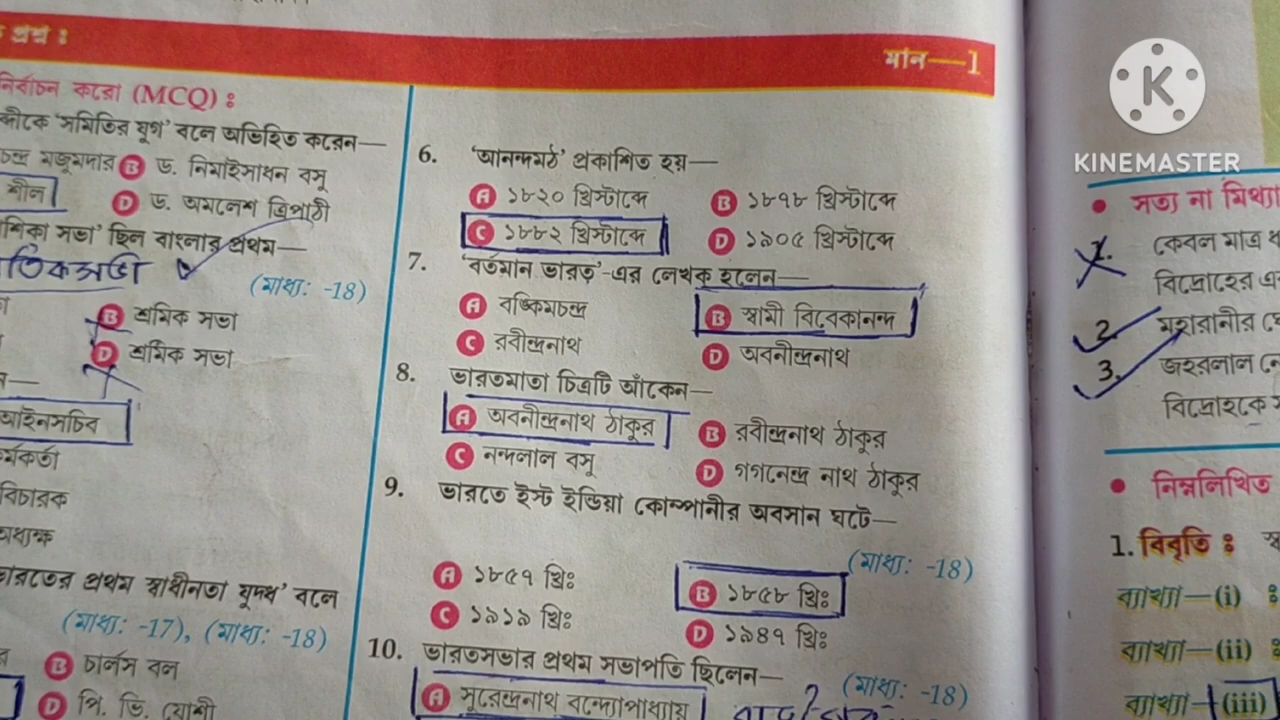 প্রশ্ন :
মান—1
নির্বাচন করো (MCQ) :
'সমিতির যুগ' বলে অভিহিত করেন—
চন্দ্র মজুমদার B ড. নিমাইসাধন বসু
শীল D ড. অমলেশ ত্রিপাঠী
সভা' ছিল বাংলার প্রথম—
(মাধ্য: -18)
B শ্রমিক সভা
D শ্রমিক সভা
আইনসচিব
বিচারক
অধ্যক্ষ
প্রথম স্বাধীনতা যুদ্ধ' বলে
(মাধ্য: -17), (মাধ্য: -18)
B চার্লস বল
D পি. ভি. যোশী
6. 'আনন্দমঠ' প্রকাশিত হয়—
A ১৮২০ খ্রিস্টাব্দে B ১৮৭৮ খ্রিস্টাব্দে
C ১৮৮২ খ্রিস্টাব্দে D ১৯০৫ খ্রিস্টাব্দে
7. 'বর্তমান ভারত'-এর লেখক হলেন—
A বঙ্কিমচন্দ্র B স্বামী বিবেকানন্দ
C রবীন্দ্রনাথ D অবনীন্দ্রনাথ
8. ভারতমাতা চিত্রটি আঁকেন—
A অবনীন্দ্রনাথ ঠাকুর B রবীন্দ্রনাথ ঠাকুর
C নন্দলাল বসু D গগনেন্দ্র নাথ ঠাকুর
9. ভারতে ইস্ট ইন্ডিয়া কোম্পানীর অবসান ঘটে—
(মাধ্য: -18)
A ১৮৫৭ খ্রিঃ B ১৮৫৮ খ্রিঃ
C ১৯১৯ খ্রিঃ D ১৯৪৭ খ্রিঃ
10. ভারতসভার প্রথম সভাপতি ছিলেন—
(মাধ্য: -18)
A সুরেন্দ্রনাথ বন্দ্যোপাধ্যায়
KINEMASTER
• সত্য না মিথ্যা
1. কেবল মাত্র
বিদ্রোহের
2. মহারানীর
3. জহরলাল
বিদ্রোহকে
• নিম্নলিখিত
1. বিবৃতি :
ব্যাখ্যা—(i) :
ব্যাখ্যা—(ii) :
ব্যাখ্যা—(iii)